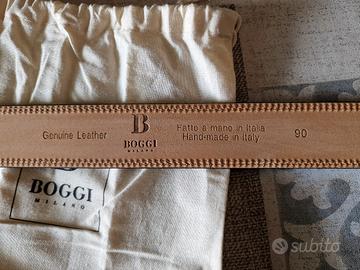 Genuine Leather
B
BOGGI
MILANO
Fatto a mano in Italia
Hand-made in Italy
90
BOGGI
MILANO
subito